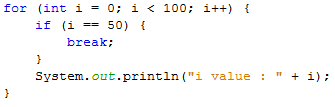 for (int i = 0; i < 100; i++) {
    if (i == 50) {
        break;
    }
    System.out.println("i value : " + i);
}